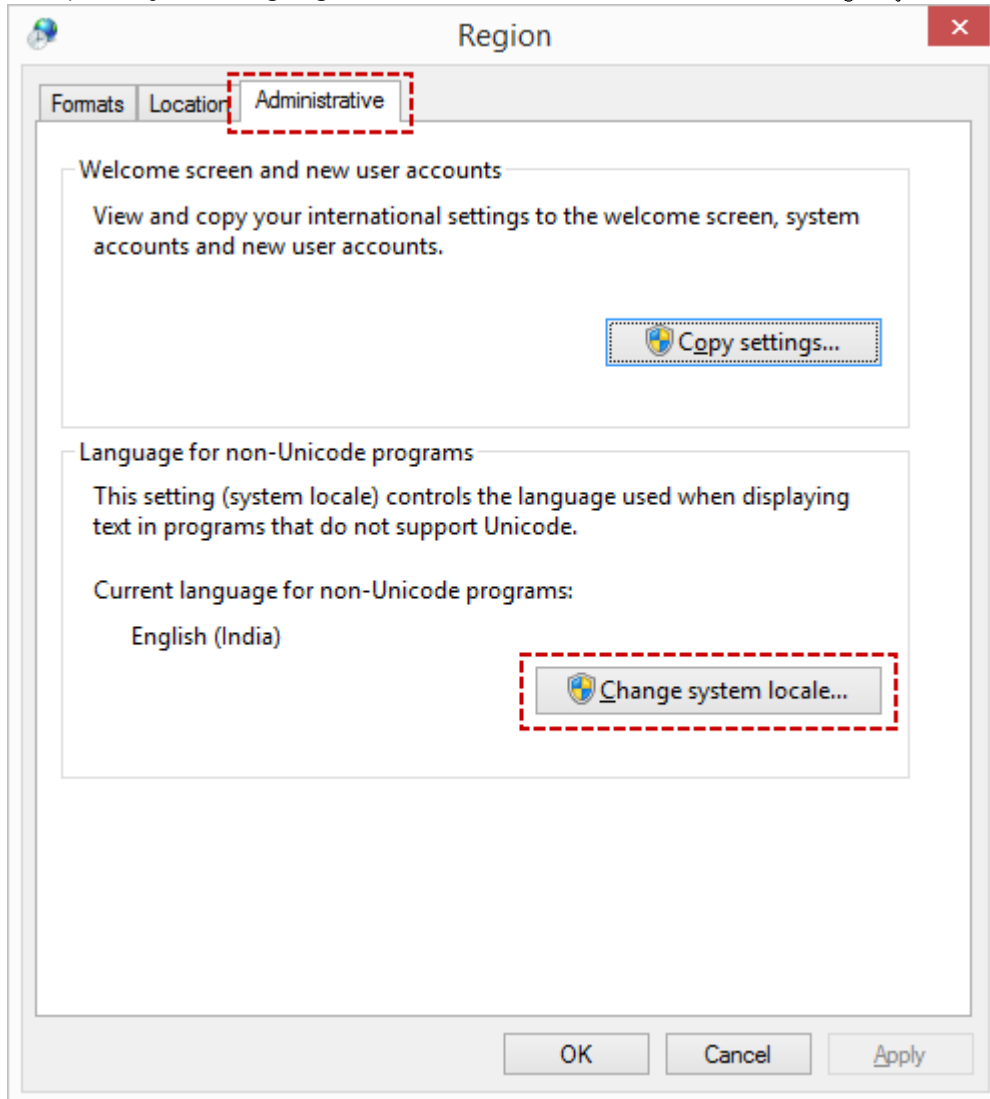 Region
Formats Location Administrative
Welcome screen and new user accounts
View and copy your international settings to the welcome screen, system
accounts and new user accounts.
Copy settings...
Language for non-Unicode programs
This setting (system locale) controls the language used when displaying
text in programs that do not support Unicode.
Current language for non-Unicode programs:
English (India)
Change system locale...
OK Cancel Apply